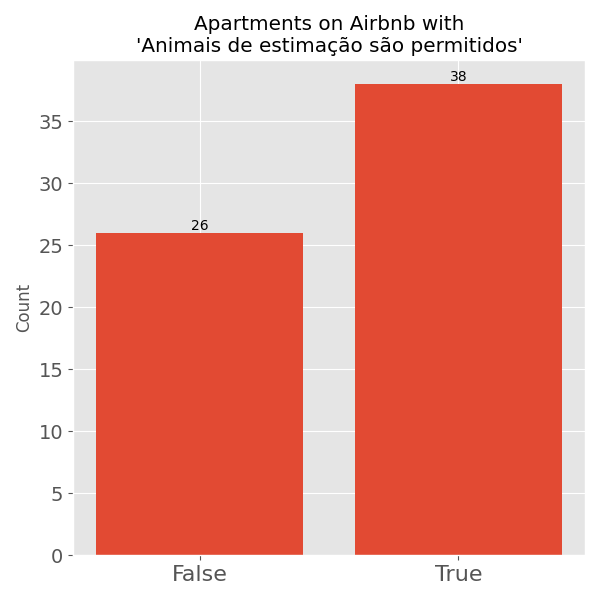 Apartments on Airbnb with
'Animais de estimação são permitidos'
38
35
30
26
25
20
Count
15
10
5
0
False True